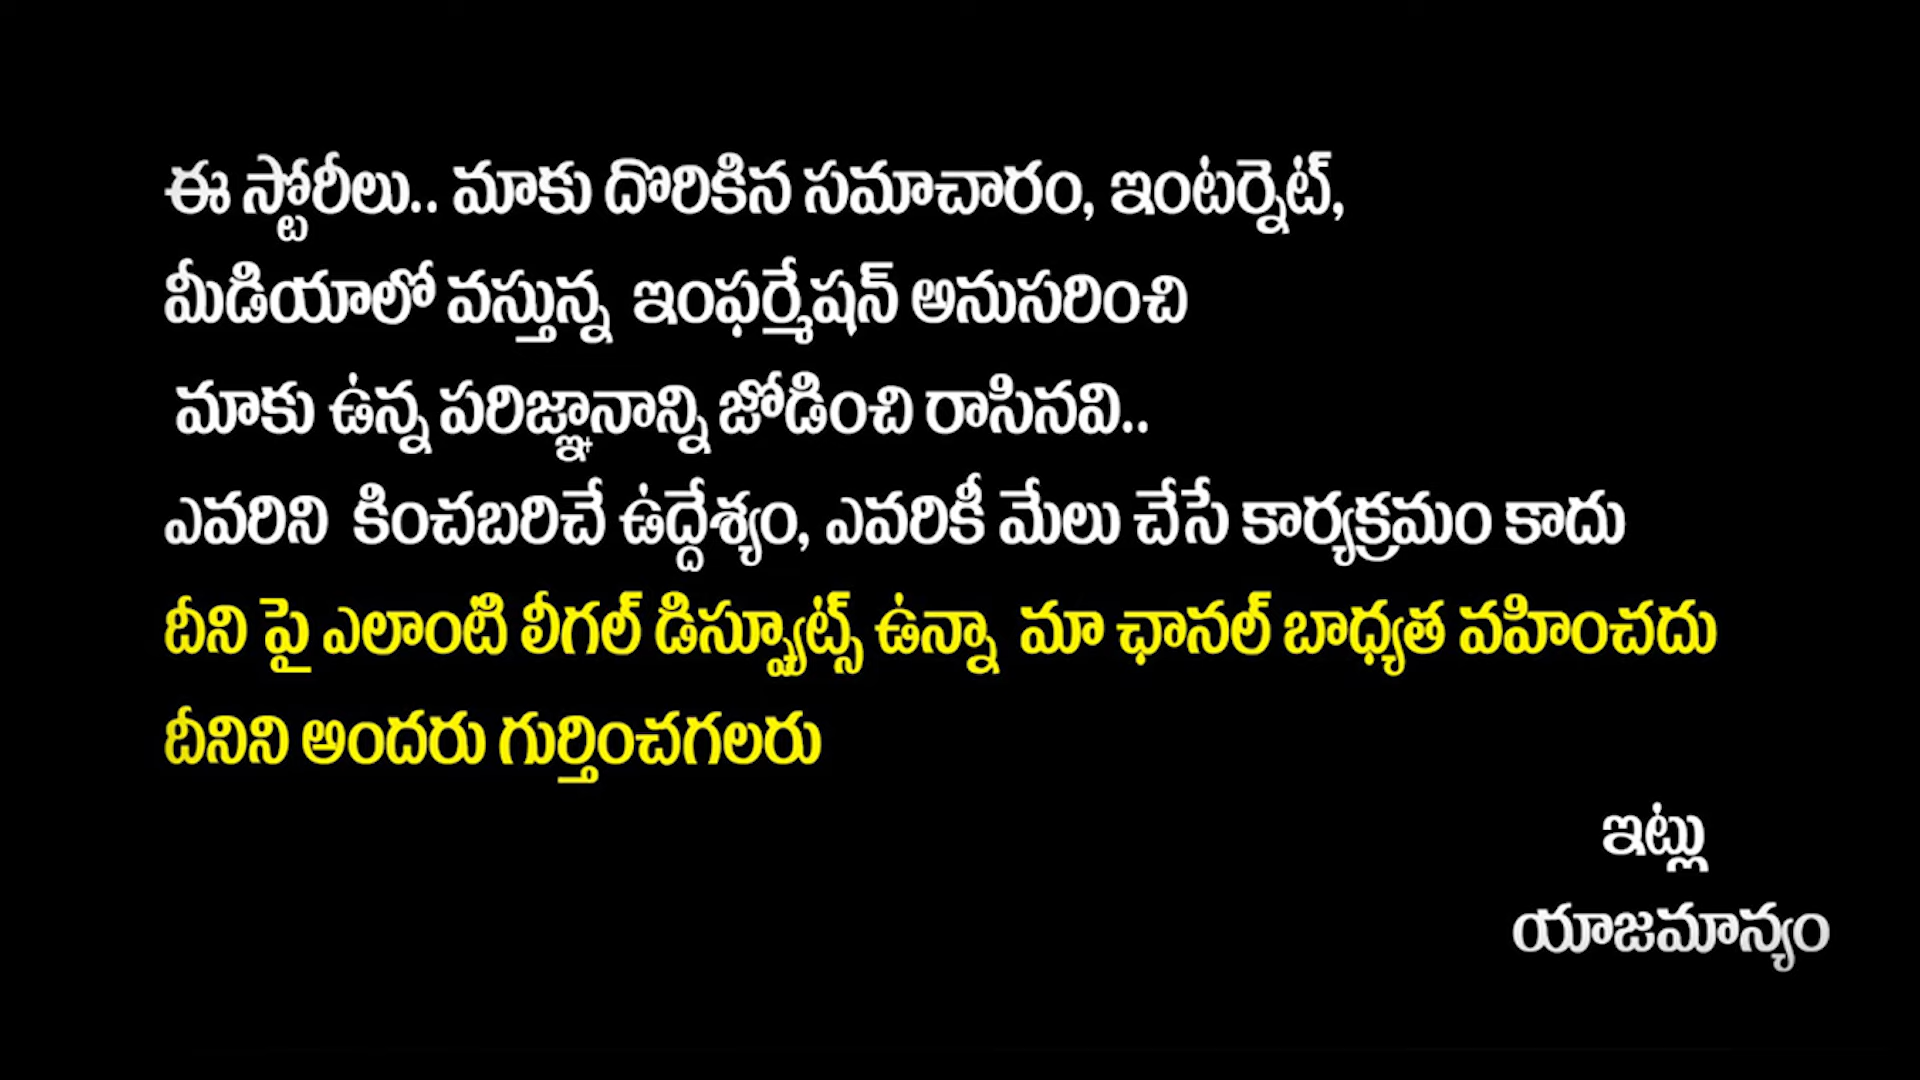 ఈ స్టోరీలు.. మాకు దొరికిన సమాచారం, ఇంటర్నెట్,
మీడియాలో వస్తున్న ఇంఫర్మేషన్ అనుసరించి
మాకు ఉన్న పరిజ్ఞానాన్ని జోడించి రాసినవి..
ఎవరిని కించబరిచే ఉద్దేశ్యం, ఎవరికీ మేలు చేసే కార్యక్రమం కాదు
దీని పై ఎలాంటి లీగల్ డిస్ప్యూట్స్ ఉన్నా మా ఛానల్ బాధ్యత వహించదు
దీనిని అందరు గుర్తించగలరు
ఇట్లు
యాజమాన్యం